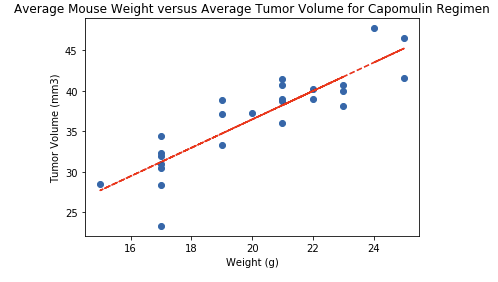 Average Mouse Weight versus Average Tumor Volume for Capomulin Regimen
45
40
35
30
25
Tumor Volume (mm3)
16 18 20 22 24
Weight (g)